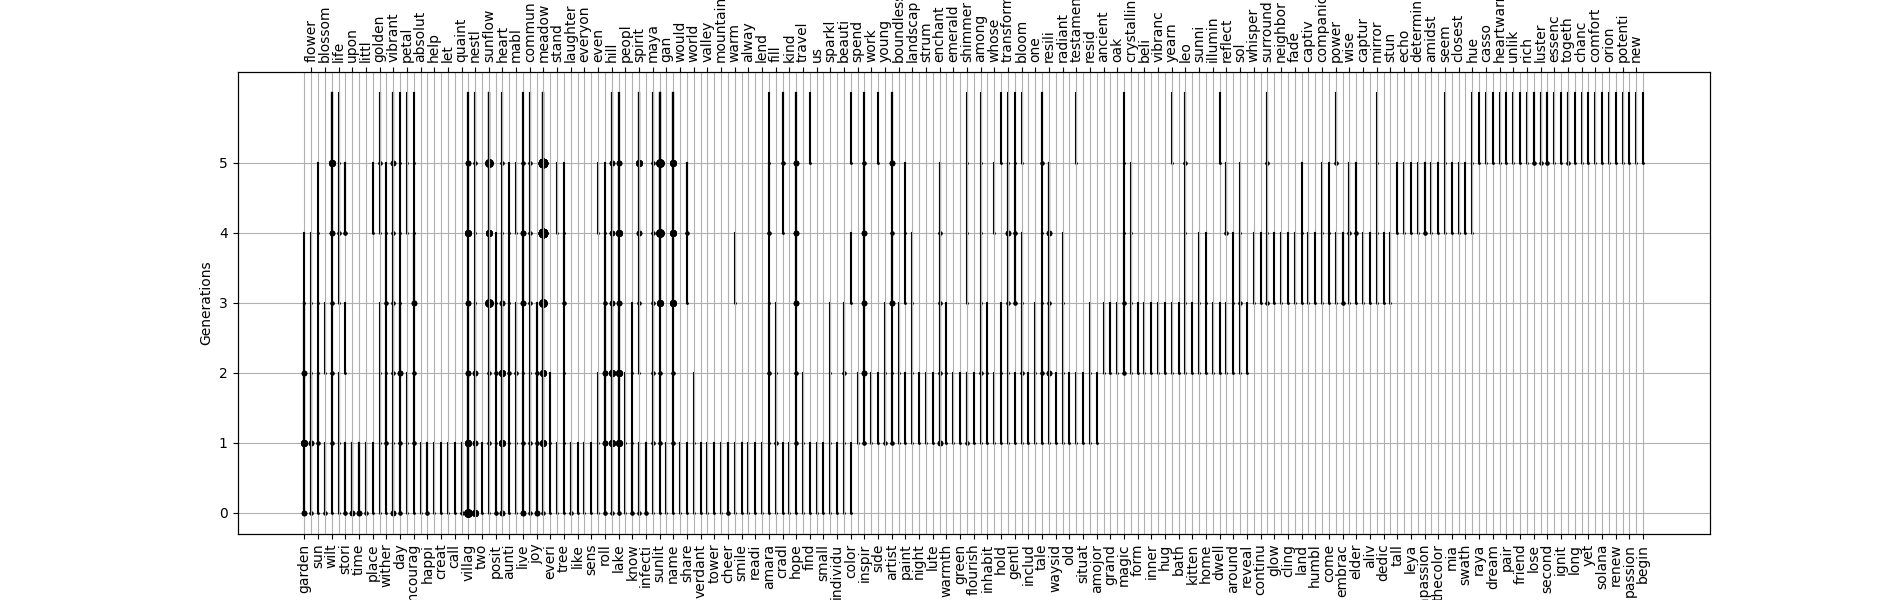 flower blossom life upon littl golden vibrant petal absolut help let quaint nestl sunflow heart mabl commun meadow stand laughter everyon even hill peopl spirit maya gan would world valley mountain warm alway lend fill kind travel us sparkl beauti spend work young boundless landscap strum enchant emerald shimmer among whose transform bloom one resili radiant testamen resid ancient oak crystallin beli vibranc yearn leo sunni illumin reflect sol whisper surround neighbor fade captiv companio power wise captur mirror stun echo determin amidst seem closest hue casso heartwarm unlik rich luster essenc togeth chanc comfort orion potenti new
5
4
3
2
1
0
Generations
garden sun wilt stori time place wither day ncourag happi creat call villag two posit aunti live joy everi tree like sens roll lake know infecti sunlit name share verdant tower cheer smile readi amara cradl hope find small individu color inspir side artist paint night lute warmth green flourish inhabit hold gentl includ tale waysid old situat amojor magic form inner hug bath kitten home dwell around reveal continu glow cling land humbl come embrac elder aliv dedic tall leya passion thecolor nia swath raya dream pair friend lose second ignit long yet solana renew passion begin